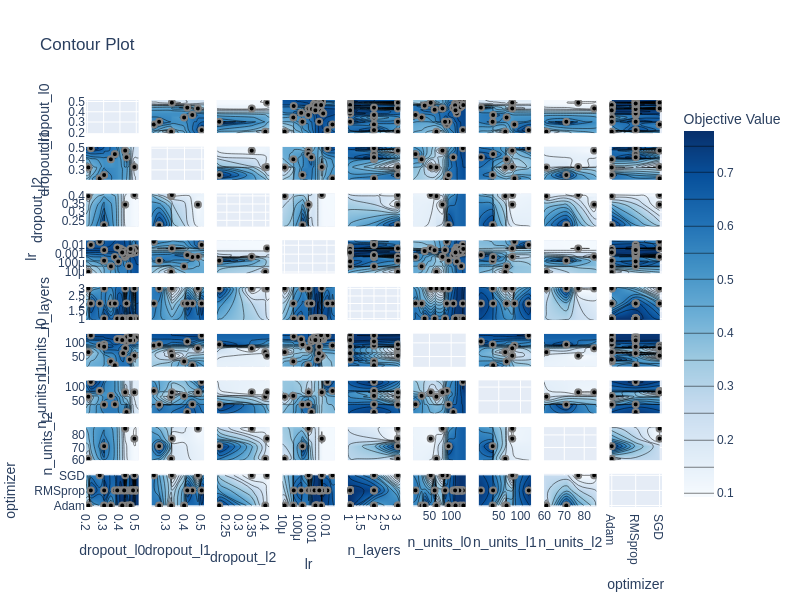 Contour Plot
Objective Value
0.7
0.6
0.5
0.4
0.3
0.2
0.1
dropout_l0
0.5
0.4
0.3
0.2
dropout_l1
0.5
0.4
0.3
dropout_l2
0.4
0.35
0.3
0.25
lr
0.01
0.001
100μ
10μ
n_layers
3
2.5
2
1.5
1
n_units_l0
100
50
n_units_l1
100
50
n_units_l2
80
70
60
optimizer
SGD
RMSprop
Adam
0.2 0.3 0.4 0.5
0.3 0.4 0.5
0.25 0.3 0.35 0.4
10μ 100μ 0.001 0.01
1 1.5 2 2.5 3
50 100
50 100
60 70 80
Adam RMSprop SGD
dropout_l0 dropout_l1 dropout_l2 lr n_layers n_units_l0 n_units_l1 n_units_l2 optimizer